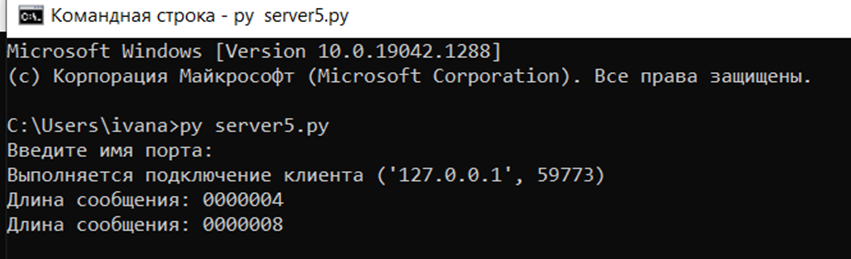 Командная строка - py server5.py
Microsoft Windows [Version 10.0.19042.1288]
(c) Корпорация Майкрософт (Microsoft Corporation). Все права защищены.
C:\Users\ivana>py server5.py
Введите имя порта:
Выполняется подключение клиента ('127.0.0.1', 59773)
Длина сообщения: 0000004
Длина сообщения: 0000008